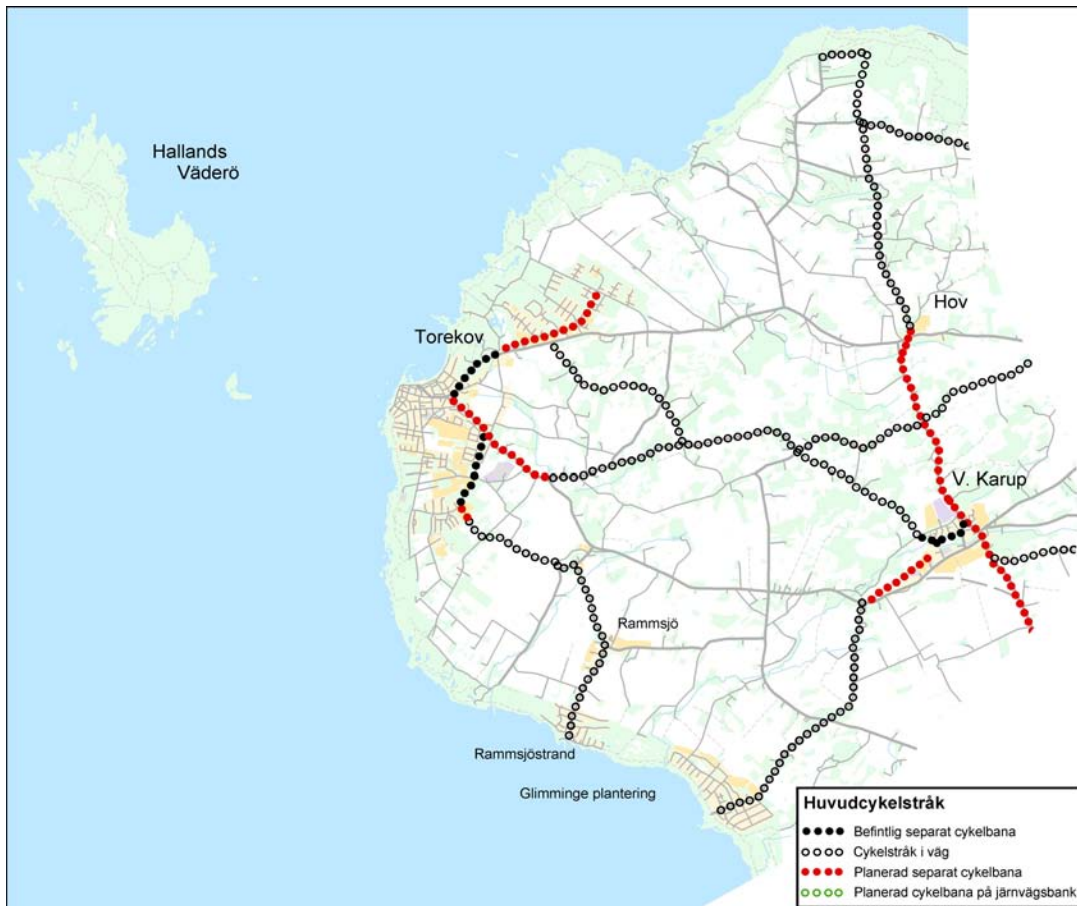 Hallands
Väderö
Hov
Torekov
V. Karup
Rammsjö
Rammsjöstrand
Glimminge plantering
Huvudcykelstråk
Befintlig separat cykelbana
Cykelstråk i väg
Planerad separat cykelbana
Planerad cykelbana på järnvägsbank